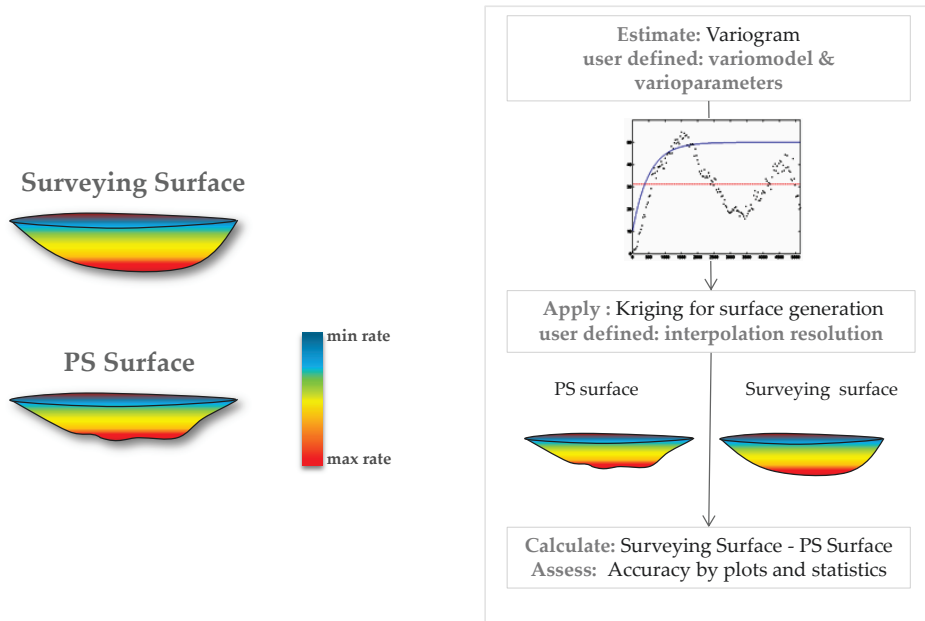 Surveying Surface
PS Surface
min rate
max rate
Estimate: Variogram
user defined: variomodel &
varioparameters
Apply : Kriging for surface generation
user defined: interpolation resolution
PS surface
Surveying surface
Calculate: Surveying Surface - PS Surface
Assess: Accuracy by plots and statistics